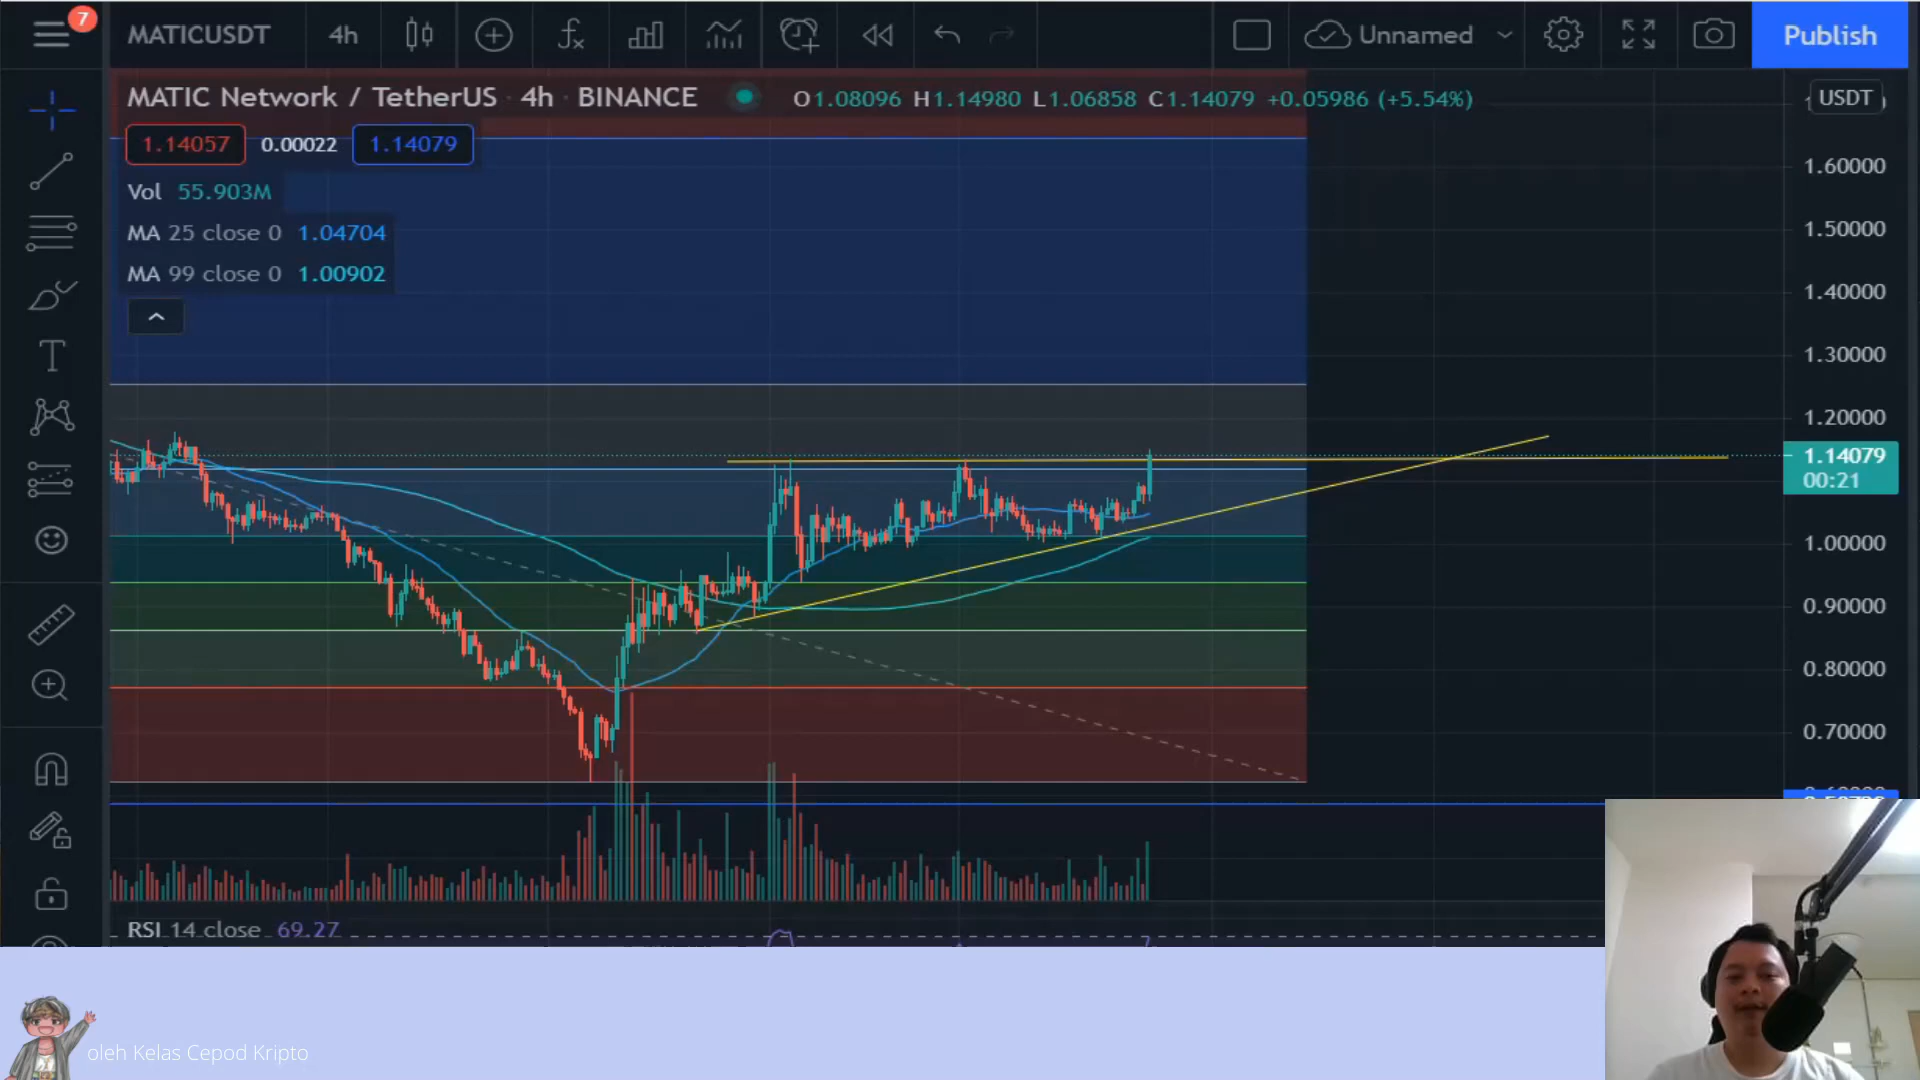 7
MATICUSDT 4h Unnamed Publish
MATIC Network / TetherUS · 4h · BINANCE O1.08096 H1.14980 L1.06858 C1.14079 +0.05986 (+5.54%)
USDT
1.14057 0.00022 1.14079
Vol 55.903M
MA 25 close 0 1.04704
MA 99 close 0 1.00902
1.60000
1.50000
1.40000
1.30000
1.20000
1.14079
00:21
1.00000
0.90000
0.80000
0.70000
RSI 14 close 69.27
oleh Kelas Cepod Kripto